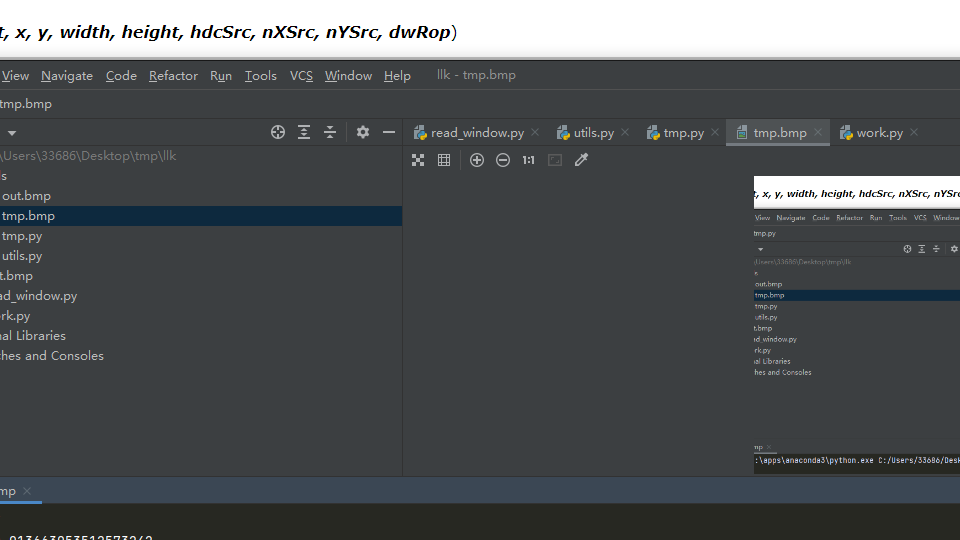 t, x, y, width, height, hdcSrc, nXSrc, nYSrc, dwRop)
View Navigate Code Refactor Run Tools VCS Window Help llk - tmp.bmp
tmp.bmp
read_window.py utils.py tmp.py tmp.bmp work.py
\Users\33686\Desktop\tmp\llk
1:1
ls
out.bmp
tmp.bmp
tmp.py
utils.py
t.bmp
ad_window.py
rk.py
nal Libraries
ches and Consoles
t, x, y, width, height, hdcSrc, nXSrc, nYSrc
View Navigate Code Refactor Run Tools VCS Window
tmp.py
\Users\33686\Desktop\tmp\llk
out.bmp
tmp.bmp
tmp.py
utils.py
t.bmp
ad_window.py
rk.py
nal Libraries
hes and Consoles
mp
:\apps\anaconda3\python.exe C:/Users/33686/Desk
mp